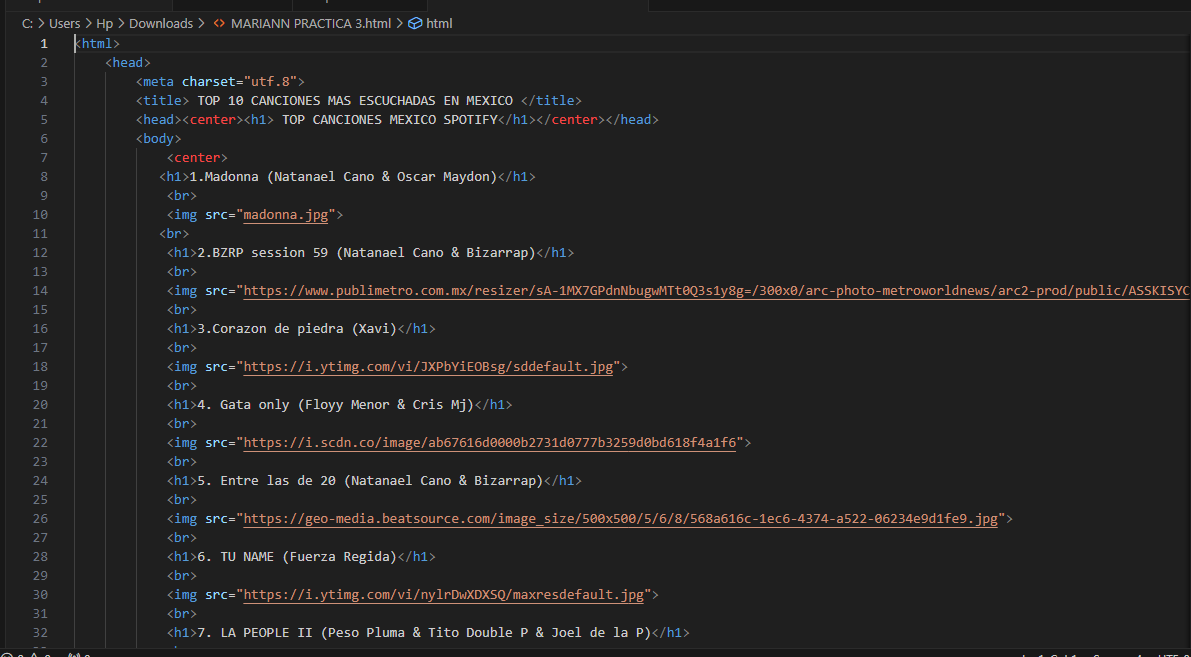 C: > Users > Hp > Downloads > <> MARIANN PRACTICA 3.html > html
1 <html>
2 <head>
3 <meta charset="utf.8">
4 <title> TOP 10 CANCIONES MAS ESCUCHADAS EN MEXICO </title>
5 <head><center><h1> TOP CANCIONES MEXICO SPOTIFY</h1></center></head>
6 <body>
7 <center>
8 <h1>1.Madonna (Natanael Cano & Oscar Maydon)</h1>
9 <br>
10 <img src="madonna.jpg">
11 <br>
12 <h1>2.BZRP session 59 (Natanael Cano & Bizarrap)</h1>
13 <br>
14 <img src="https://www.publimetro.com.mx/resizer/sA-1MX7GPdnNbugwMTt0Q3s1y8g=/300x0/arc-photo-metroworldnews/arc2-prod/public/ASSKISYC
15 <br>
16 <h1>3.Corazon de piedra (Xavi)</h1>
17 <br>
18 <img src="https://i.ytimg.com/vi/JXPbYiEOBsg/sddefault.jpg">
19 <br>
20 <h1>4. Gata only (Floyy Menor & Cris Mj)</h1>
21 <br>
22 <img src="https://i.scdn.co/image/ab67616d0000b2731d0777b3259d0bd618f4a1f6">
23 <br>
24 <h1>5. Entre las de 20 (Natanael Cano & Bizarrap)</h1>
25 <br>
26 <img src="https://geo-media.beatsource.com/image_size/500x500/5/6/8/568a616c-1ec6-4374-a522-06234e9d1fe9.jpg">
27 <br>
28 <h1>6. TU NAME (Fuerza Regida)</h1>
29 <br>
30 <img src="https://i.ytimg.com/vi/nylrDwXDXSQ/maxresdefault.jpg">
31 <br>
32 <h1>7. LA PEOPLE II (Peso Pluma & Tito Double P & Joel de la P)</h1>